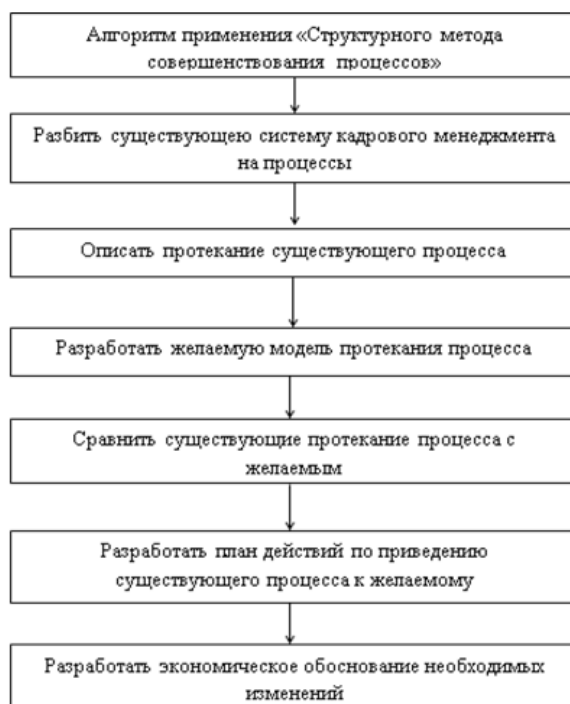 Алгоритм применения «Структурного метода
совершенствования процессов»
Разбить существующею систему кадрового менеджмента
на процессы
Описать протекание существующего процесса
Разработать желаемую модель протекания процесса
Сравнить существующие протекание процесса с
желаемым
Разработать план действий по приведению
существующего процесса к желаемому
Разработать экономическое обоснование необходимых
изменений